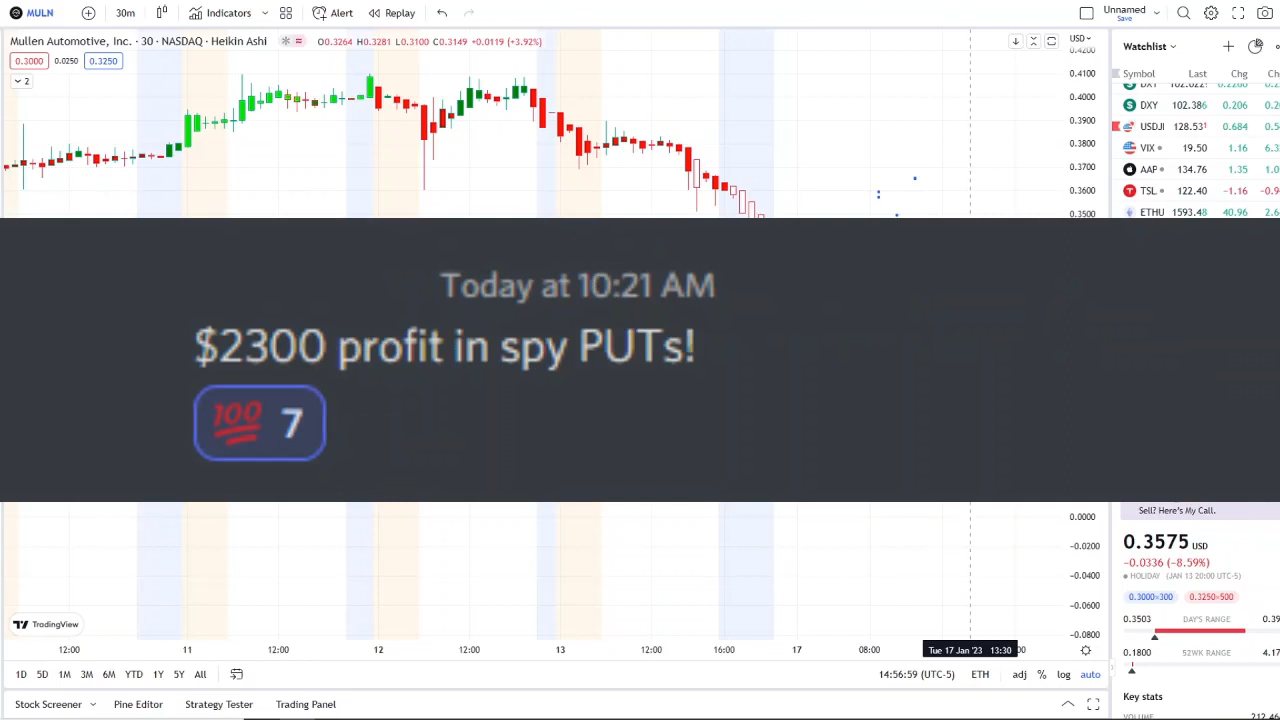 MULN 30m Indicators Alert Replay Unnamed
Save
Mullen Automotive, Inc. · 30 · NASDAQ · Heikin Ashi O0.3264 H0.3281 L0.3100 C0.3149 +0.0119 (+3.92%)
0.3000 0.0250 0.3250
2
USD
0.4200
0.4100
0.4000
0.3900
0.3800
0.3700
0.3600
0.3500
Watchlist
Symbol Last Chg
DXY 102.386 0.206
USDJI 128.531 0.684
VIX 19.50 1.16
AAP 134.76 1.35
TSL 122.40 −1.16
ETHU 1593.48 40.96
Today at 10:21 AM
$2300 profit in spy PUTs!
100 7
0.0000
−0.0200
−0.0400
−0.0600
−0.0800
TradingView
12:00 11 12:00 12 12:00 13 12:00 16:00 17 08:00 Tue 17 Jan '23 13:30
1D 5D 1M 3M 6M YTD 1Y 5Y All 14:56:59 (UTC-5) ETH adj % log auto
Stock Screener Pine Editor Strategy Tester Trading Panel
Sell? Here's My Call.
0.3575 USD
−0.0336 (−8.59%)
HOLIDAY (JAN 13 20:00 UTC-5)
0.3000×300 0.3250×500
0.3503 DAY'S RANGE
0.1800 52WK RANGE
Key stats